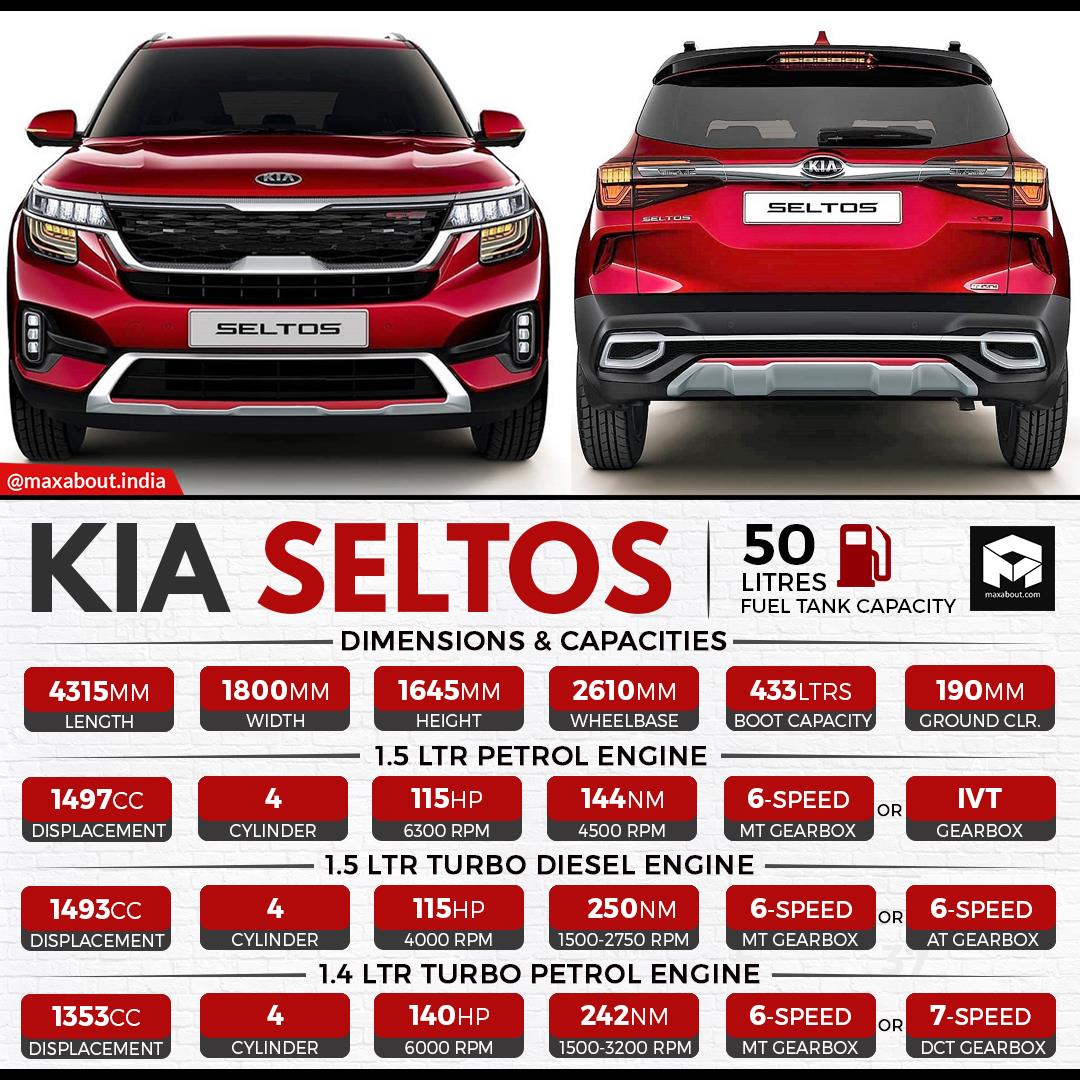 KIA
KIA
SELTOS
SELTOS
SELTOS
@maxabout.india
KIA SELTOS
50
LITRES
FUEL TANK CAPACITY
maxabout.com
DIMENSIONS & CAPACITIES
4315MM 1800MM 1645MM 2610MM 433LTRS 190MM
LENGTH WIDTH HEIGHT WHEELBASE BOOT CAPACITY GROUND CLR.
1.5 LTR PETROL ENGINE
1497CC 4 115HP 144NM 6-SPEED OR IVT
DISPLACEMENT CYLINDER 6300 RPM 4500 RPM MT GEARBOX GEARBOX
1.5 LTR TURBO DIESEL ENGINE
1493CC 4 115HP 250NM 6-SPEED OR 6-SPEED
DISPLACEMENT CYLINDER 4000 RPM 1500-2750 RPM MT GEARBOX AT GEARBOX
1.4 LTR TURBO PETROL ENGINE
1353CC 4 140HP 242NM 6-SPEED OR 7-SPEED
DISPLACEMENT CYLINDER 6000 RPM 1500-3200 RPM MT GEARBOX DCT GEARBOX